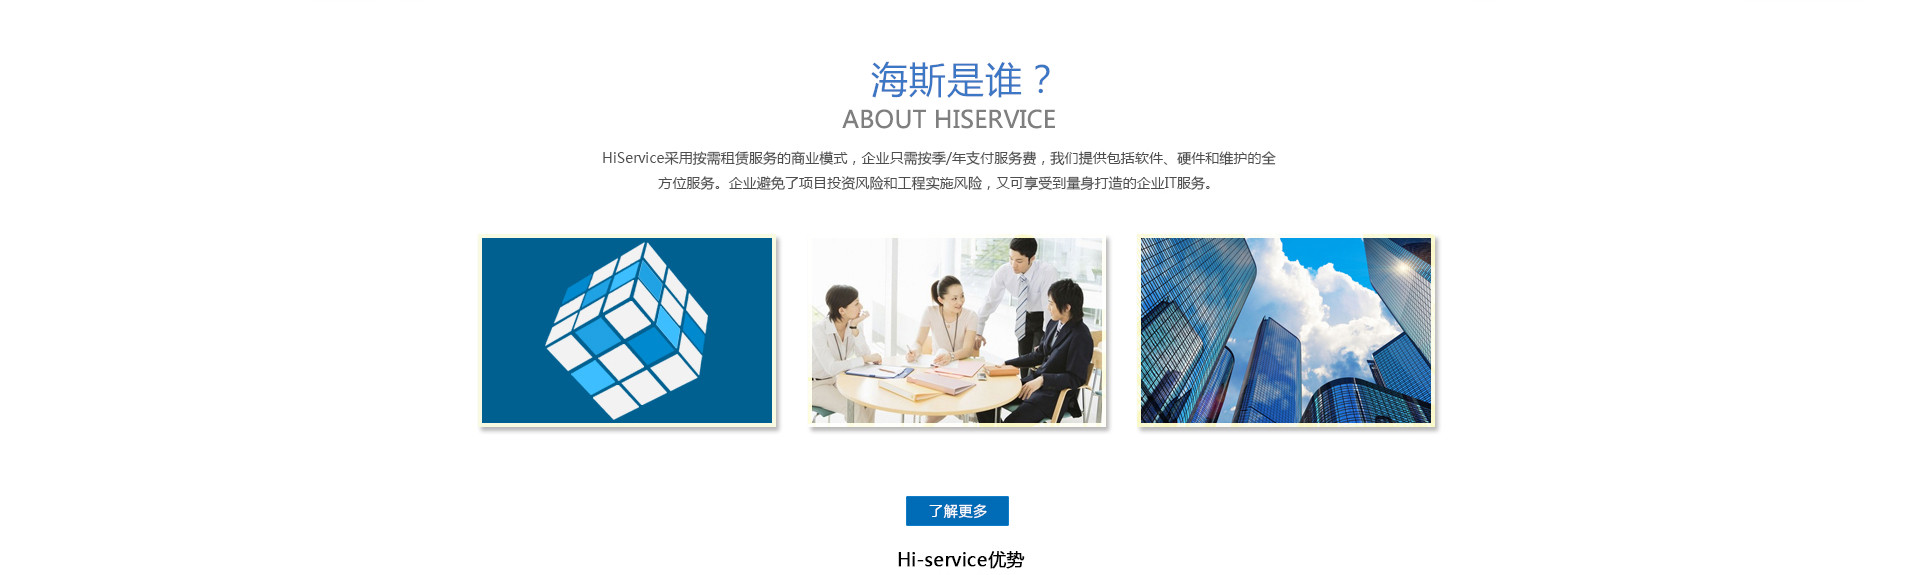 海斯是谁？
ABOUT HISERVICE
HiService采用按需租赁服务的商业模式，企业只需按季/年支付服务费，我们提供包括软件、硬件和维护的全
方位服务。企业避免了项目投资风险和工程实施风险，又可享受到量身打造的企业IT服务。
了解更多
Hi-service优势